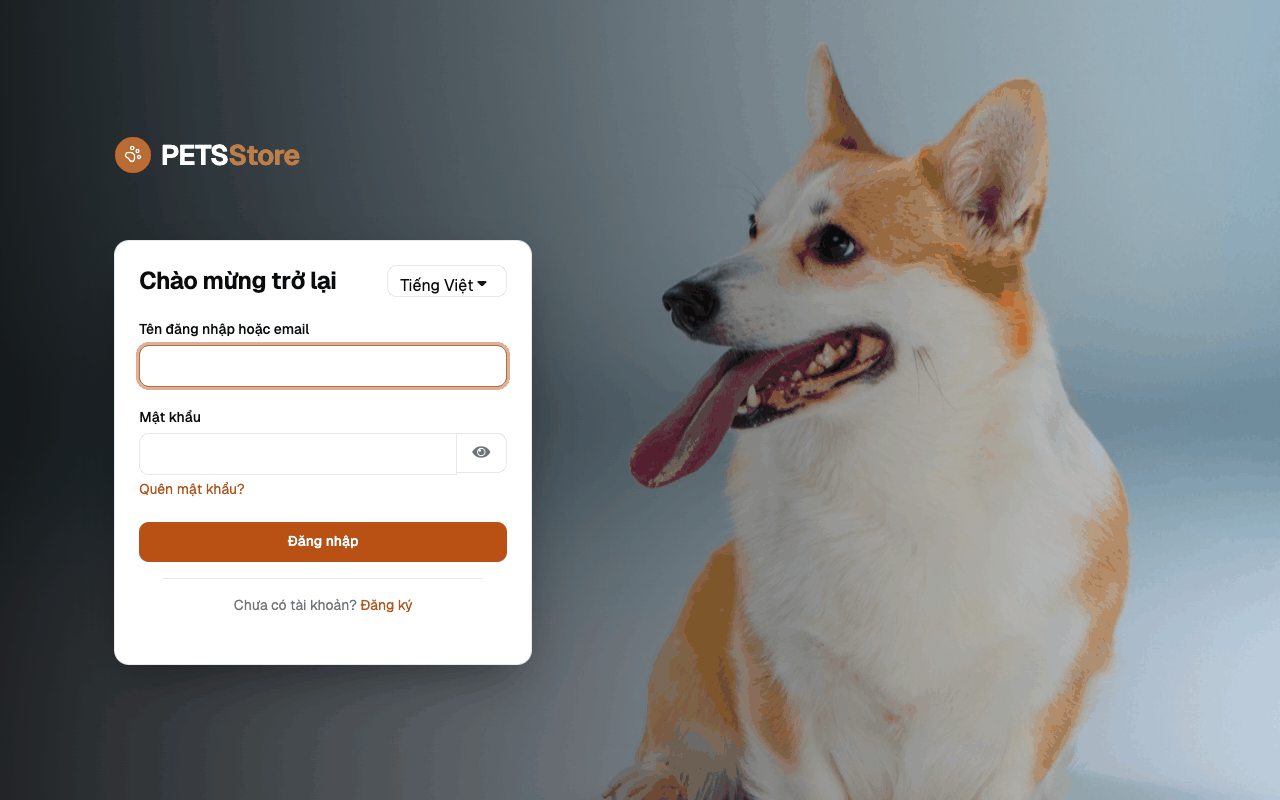 PETSStore
Chào mừng trở lại
Tiếng Việt
Tên đăng nhập hoặc email
Mật khẩu
Quên mật khẩu?
Đăng nhập
Chưa có tài khoản? Đăng ký